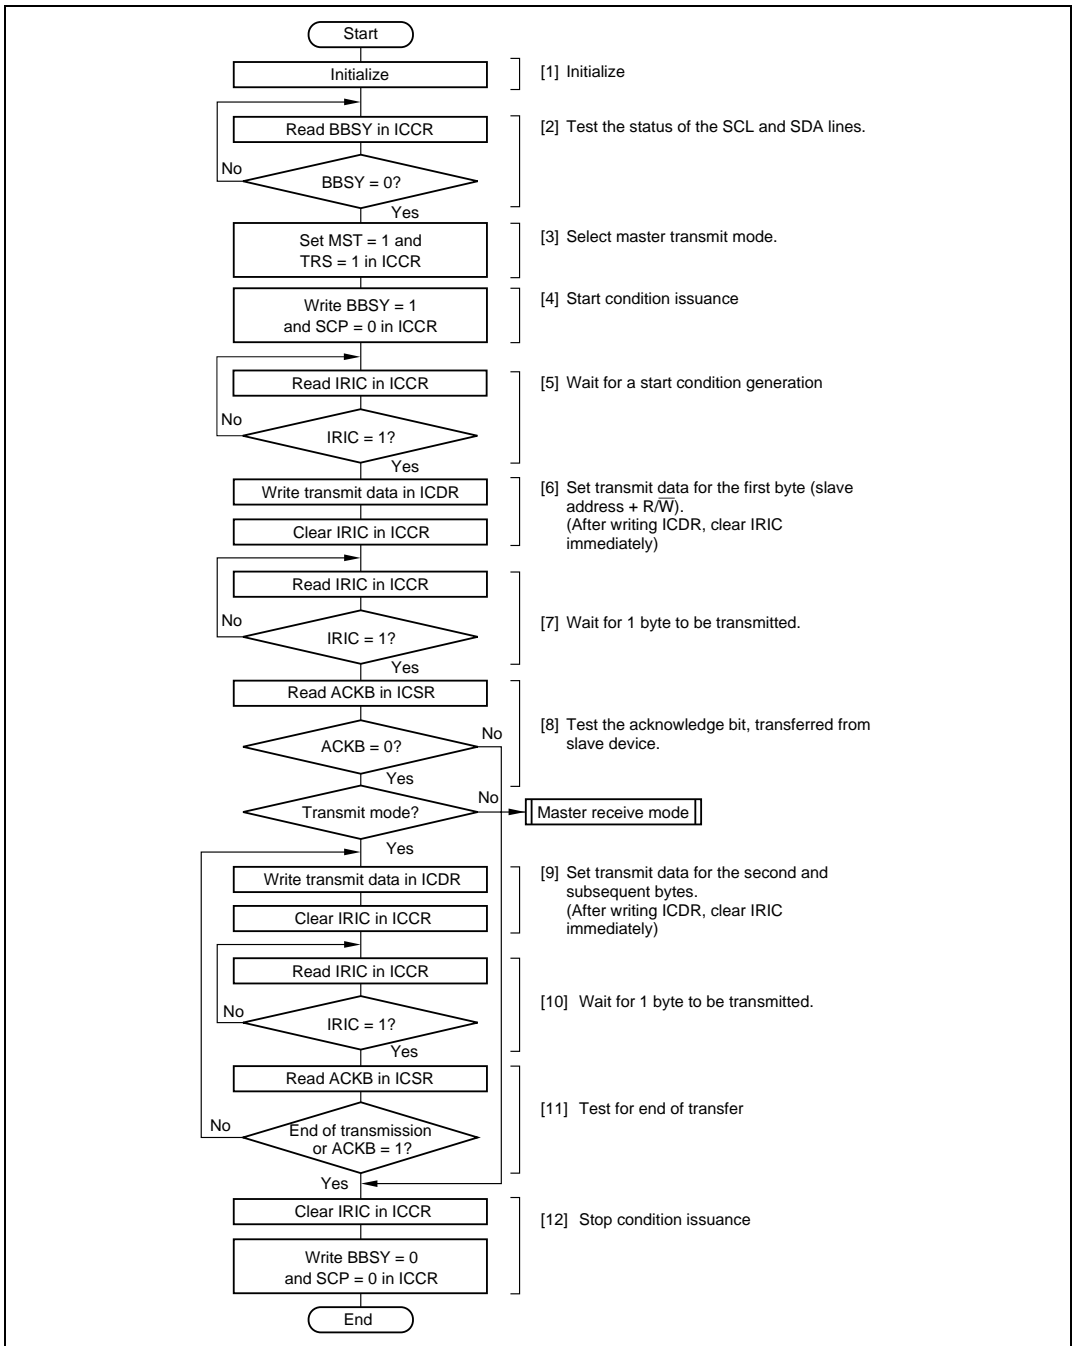 Start
Initialize
[1] Initialize
Read BBSY in ICCR
[2] Test the status of the SCL and SDA lines.
No
BBSY = 0?
Yes
Set MST = 1 and
TRS = 1 in ICCR
[3] Select master transmit mode.
Write BBSY = 1
and SCP = 0 in ICCR
[4] Start condition issuance
Read IRIC in ICCR
[5] Wait for a start condition generation
No
IRIC = 1?
Yes
Write transmit data in ICDR
Clear IRIC in ICCR
[6] Set transmit data for the first byte (slave
address + R/W̅).
(After writing ICDR, clear IRIC
immediately)
Read IRIC in ICCR
No
IRIC = 1?
[7] Wait for 1 byte to be transmitted.
Yes
Read ACKB in ICSR
ACKB = 0?
No
[8] Test the acknowledge bit, transferred from
slave device.
Yes
Transmit mode?
No
Master receive mode
Yes
Write transmit data in ICDR
Clear IRIC in ICCR
[9] Set transmit data for the second and
subsequent bytes.
(After writing ICDR, clear IRIC
immediately)
Read IRIC in ICCR
No
IRIC = 1?
[10] Wait for 1 byte to be transmitted.
Yes
Read ACKB in ICSR
No
End of transmission
or ACKB = 1?
[11] Test for end of transfer
Yes
Clear IRIC in ICCR
[12] Stop condition issuance
Write BBSY = 0
and SCP = 0 in ICCR
End